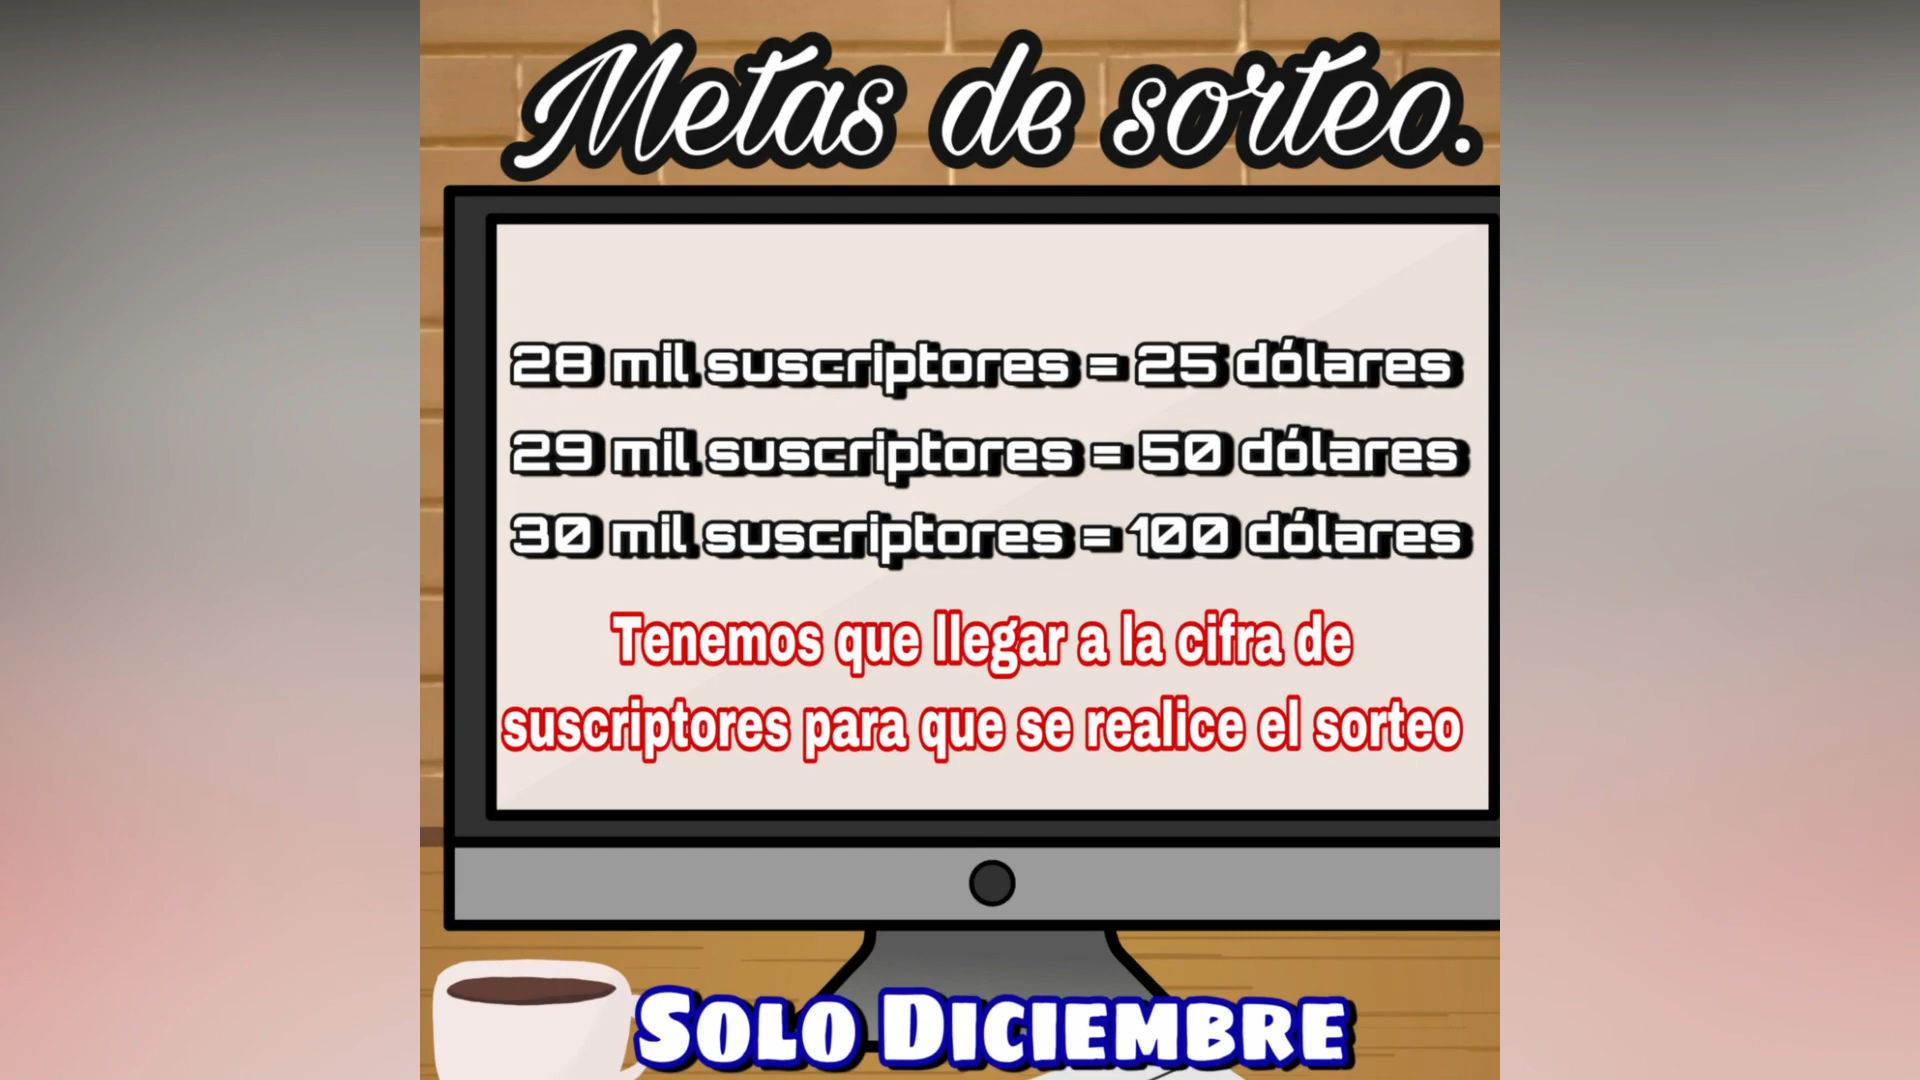 Metas de sorteo.
28 mil suscriptores = 25 dólares
29 mil suscriptores = 50 dólares
30 mil suscriptores = 100 dólares
Tenemos que llegar a la cifra de
suscriptores para que se realice el sorteo
SOLO DICIEMBRE